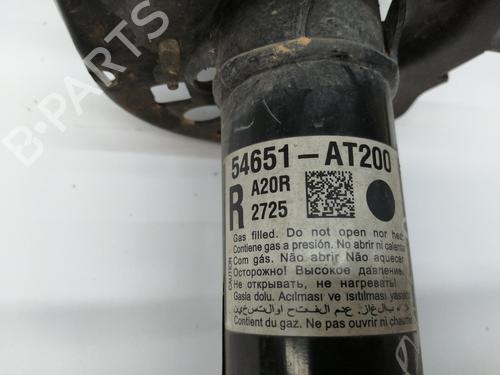 B-PARTS
54651-AT200
R
A20R
2725
Gas filled. Do not open nor
Contiene gas a presión. No abrir ni
Com gás. Não abrir Não aquecer
Осторожно! Высокое давление.
Не открывать, не нагревать!
Gasla dolu. Açılması ve ısıtılması
Contient du gaz. Ne pas ouvrir ni
CAUTION